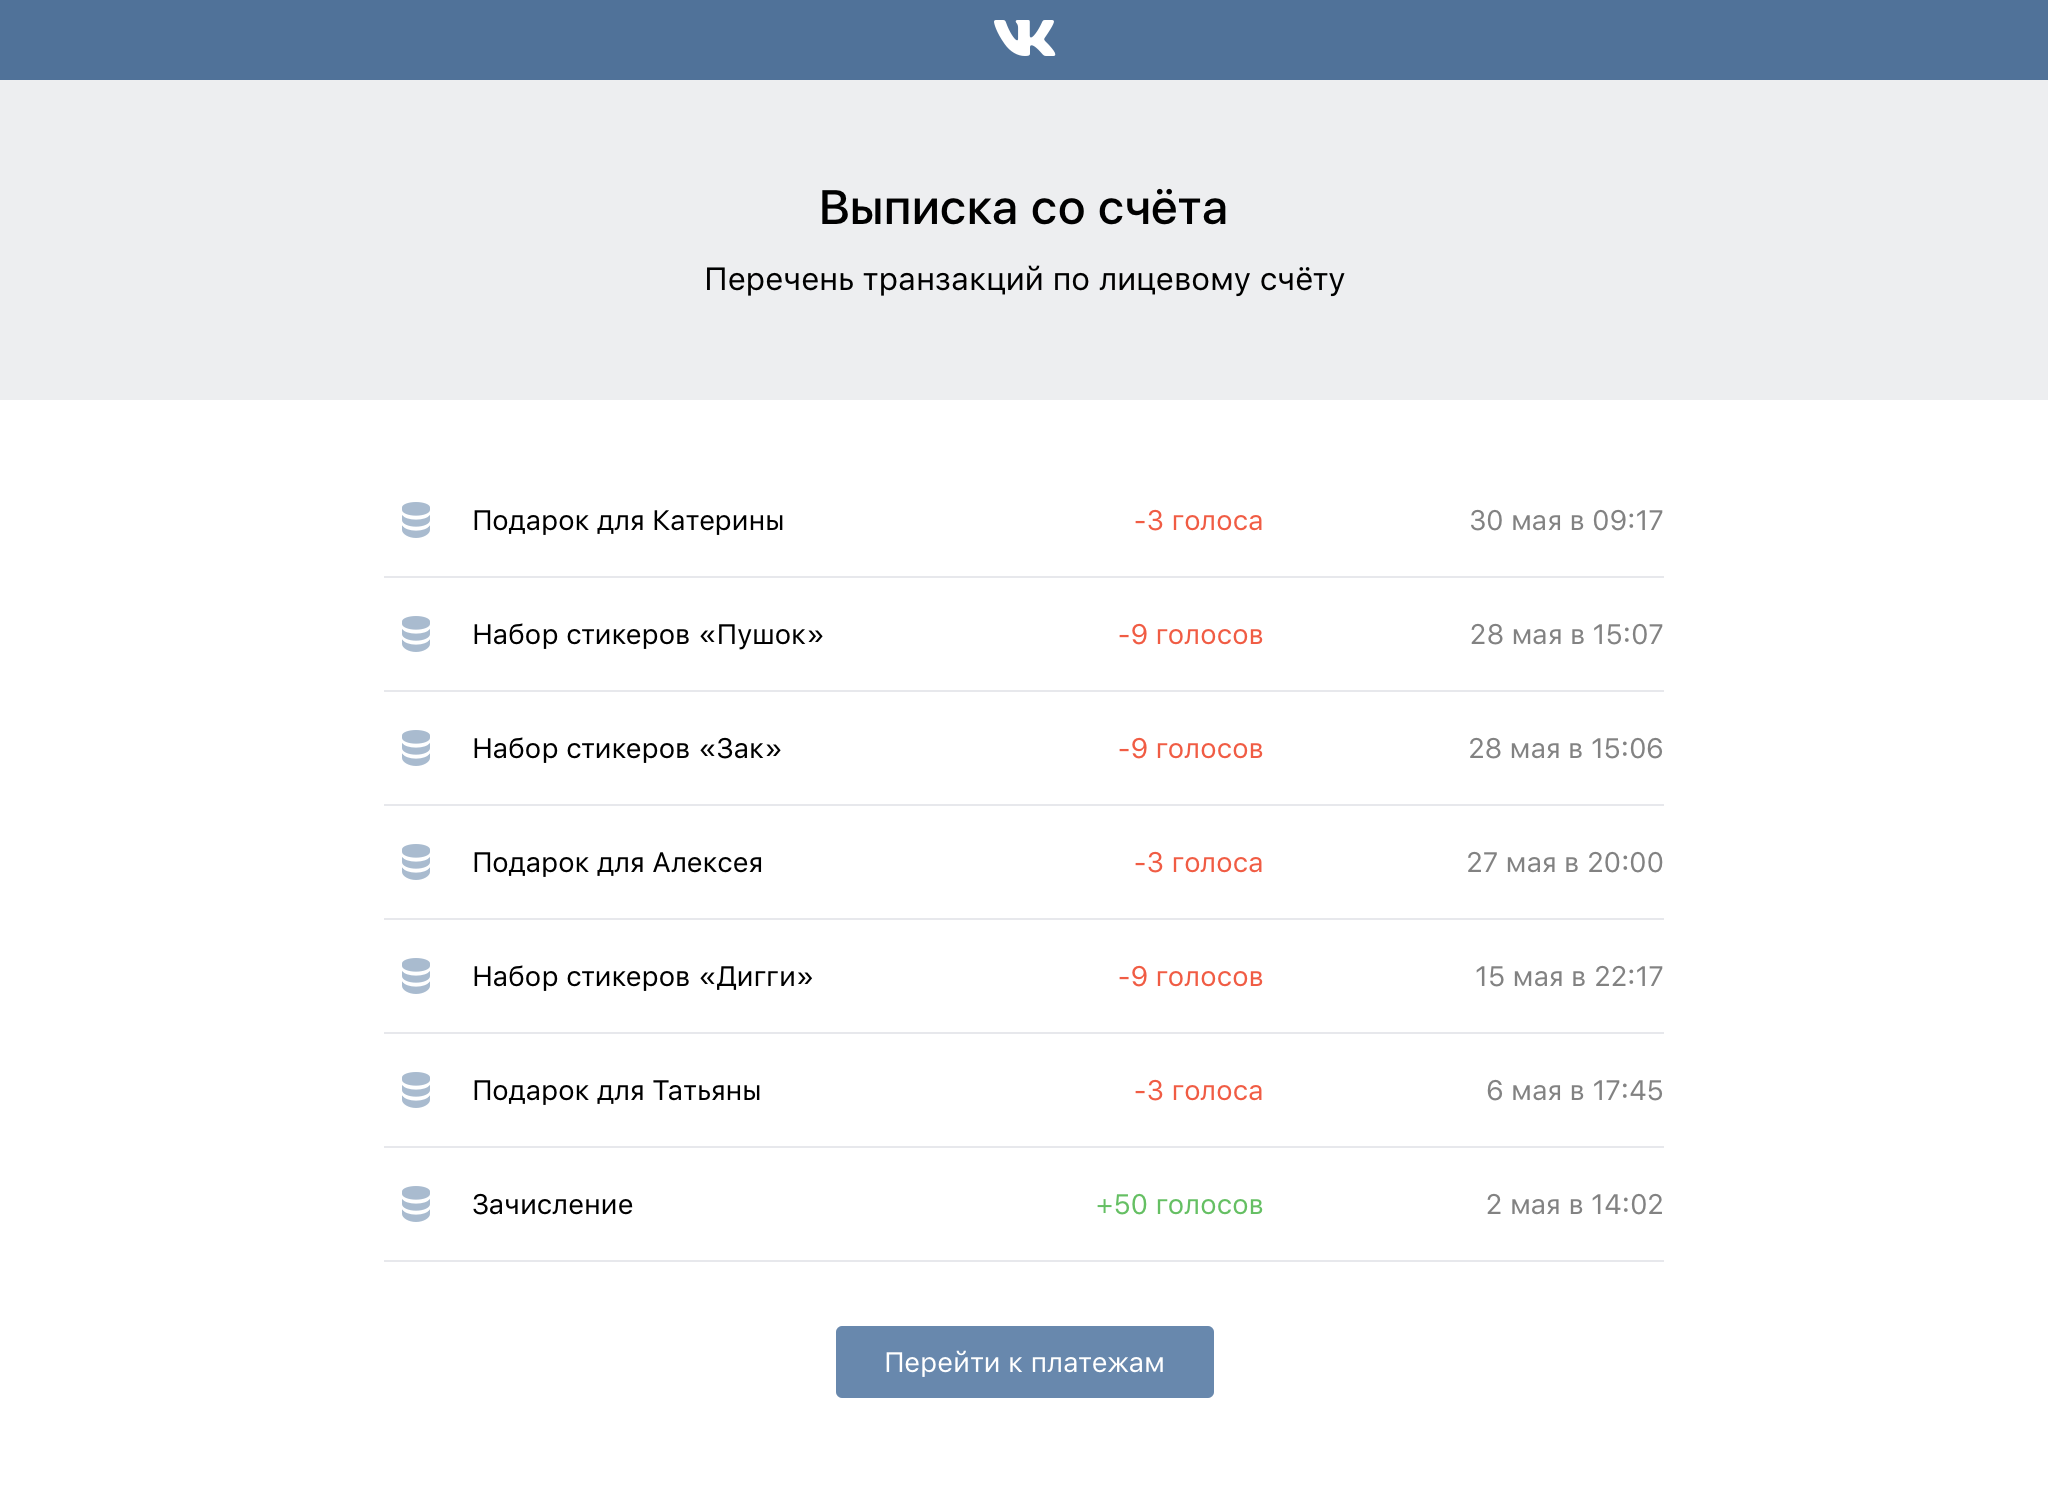 VK
Выписка со счёта
Перечень транзакций по лицевому счёту
Подарок для Катерины -3 голоса 30 мая в 09:17
Набор стикеров «Пушок» -9 голосов 28 мая в 15:07
Набор стикеров «Зак» -9 голосов 28 мая в 15:06
Подарок для Алексея -3 голоса 27 мая в 20:00
Набор стикеров «Дигги» -9 голосов 15 мая в 22:17
Подарок для Татьяны -3 голоса 6 мая в 17:45
Зачисление +50 голосов 2 мая в 14:02
Перейти к платежам